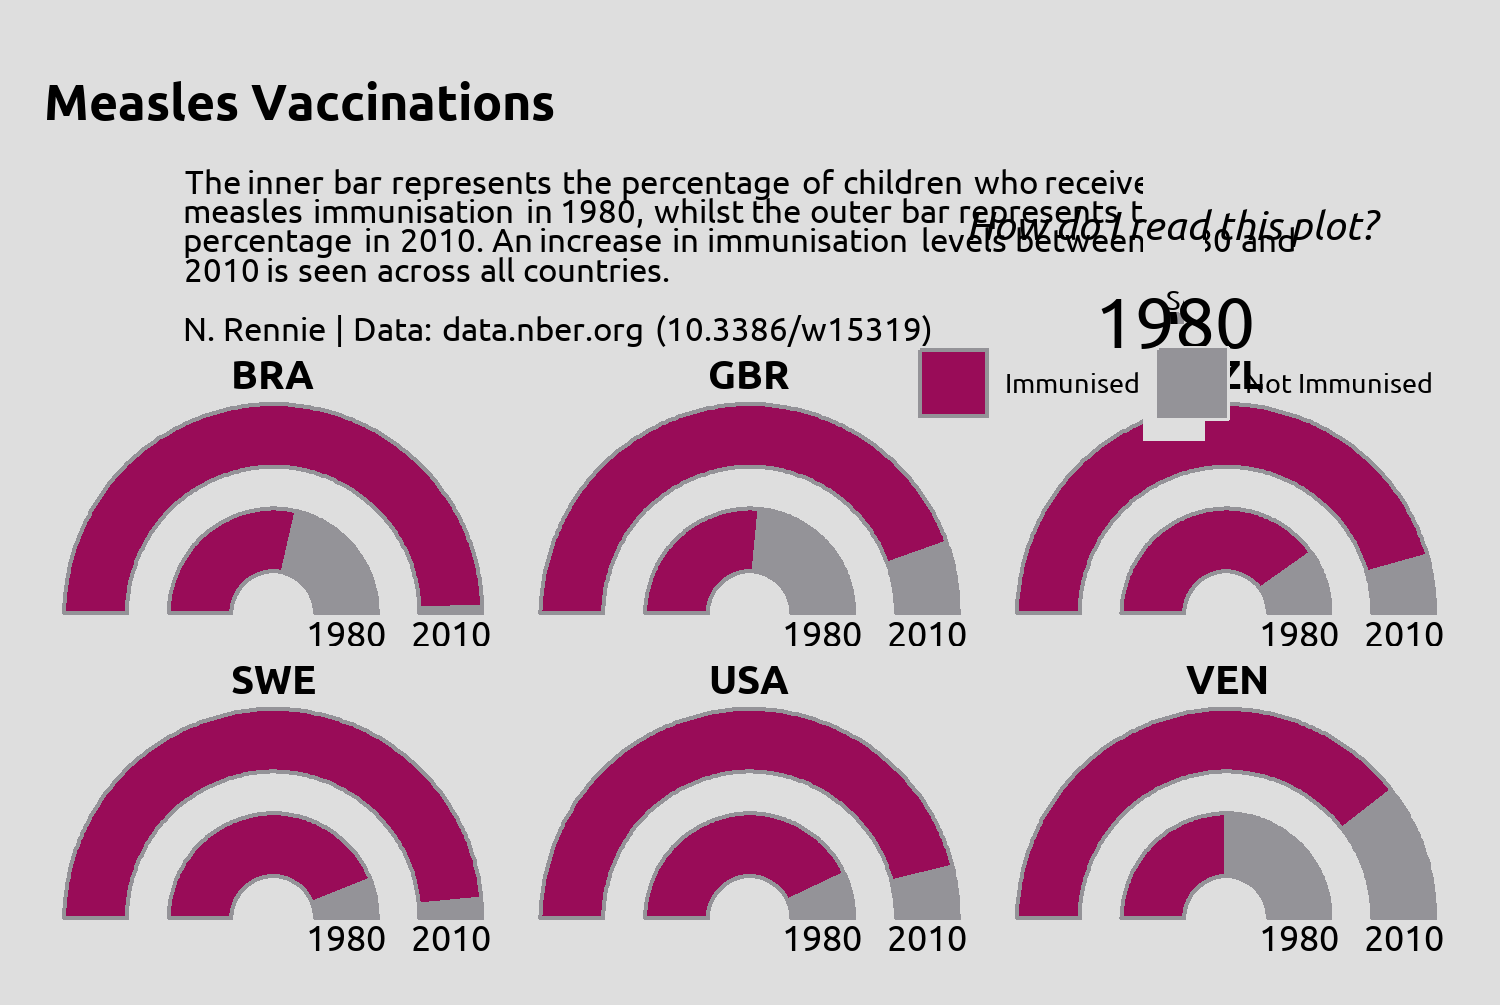 Measles Vaccinations
The inner bar represents the percentage of children who
measles immunisation in 1980, whilst the outer bar represents
How do I read this plot?
percentage in 2010. An increase in immunisation levels between and
2010 is seen across all countries.
N. Rennie | Data: data.nber.org (10.3386/w15319)
1980
BRA
GBR
Immunised
Not Immunised
1980 2010
1980 2010
1980 2010
SWE
USA
VEN
1980 2010
1980 2010
1980 2010